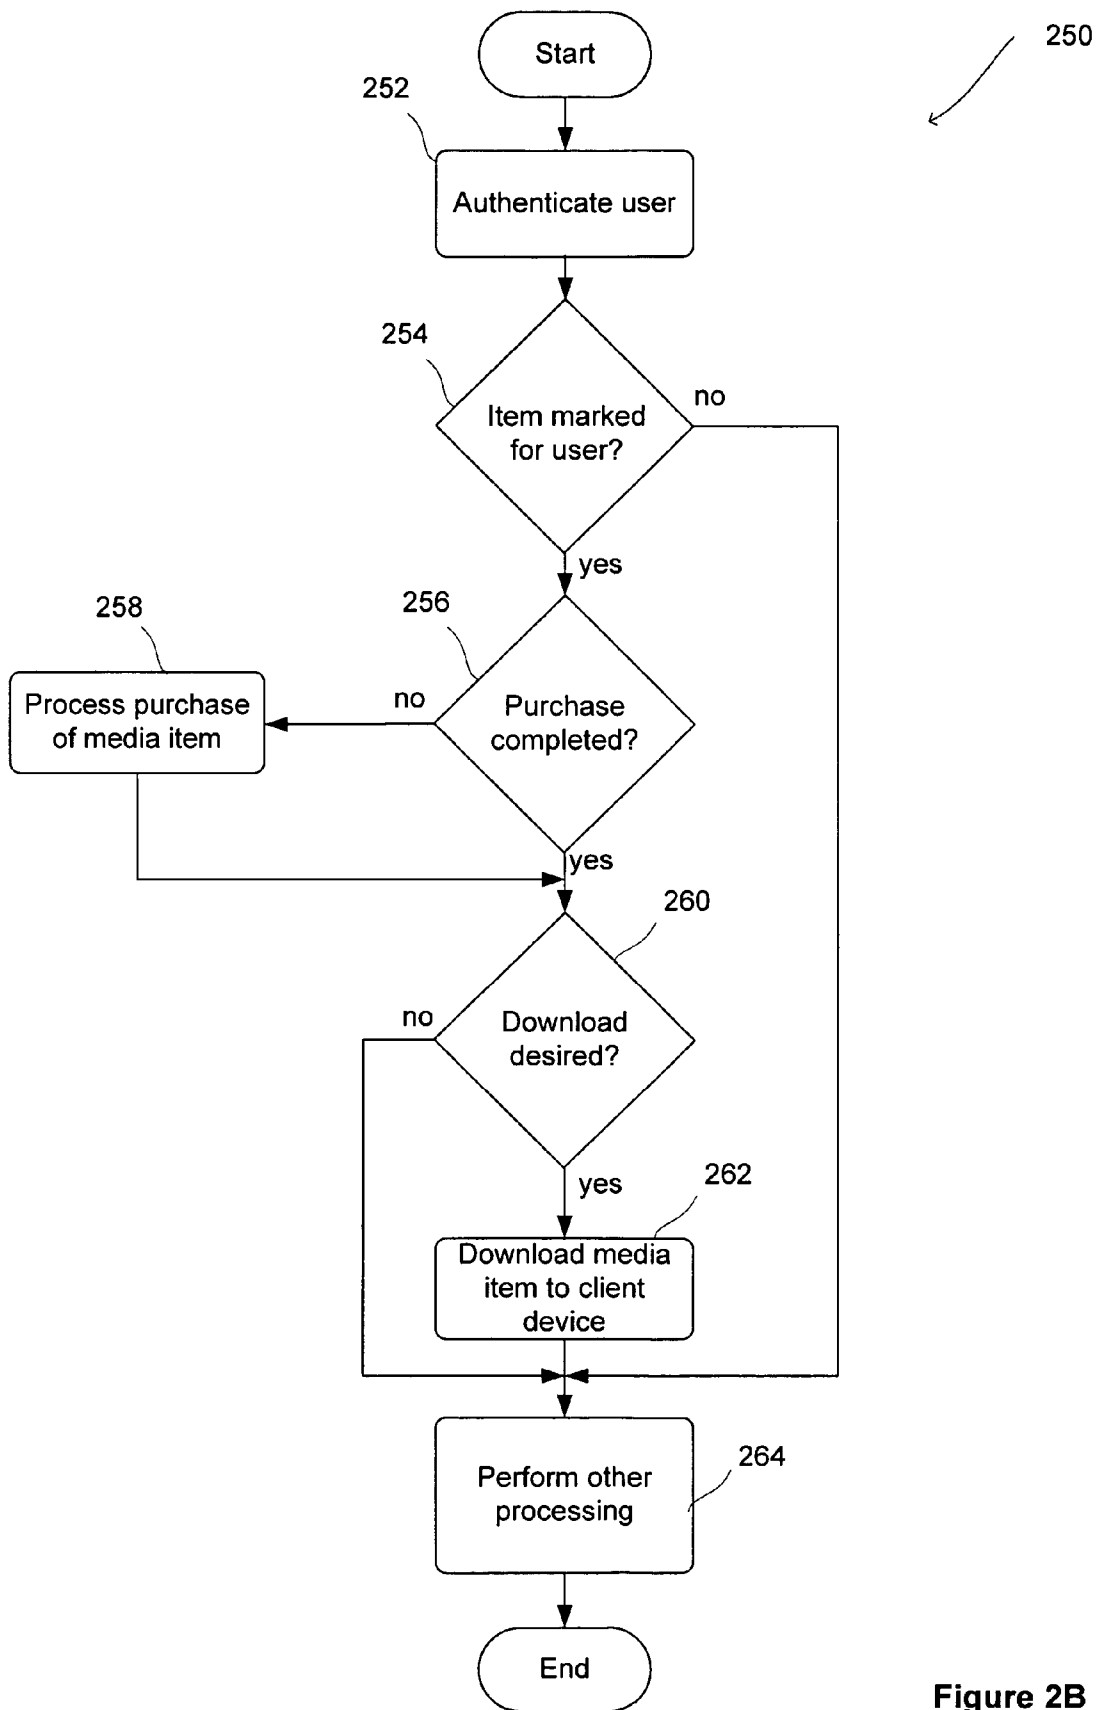 Start
250
252
Authenticate user
254
Item marked
for user?
no
yes
258
256
Process purchase
of media item
no
Purchase
completed?
yes
260
no
Download
desired?
yes
262
Download media
item to client
device
Perform other
processing
264
End
Figure 2B